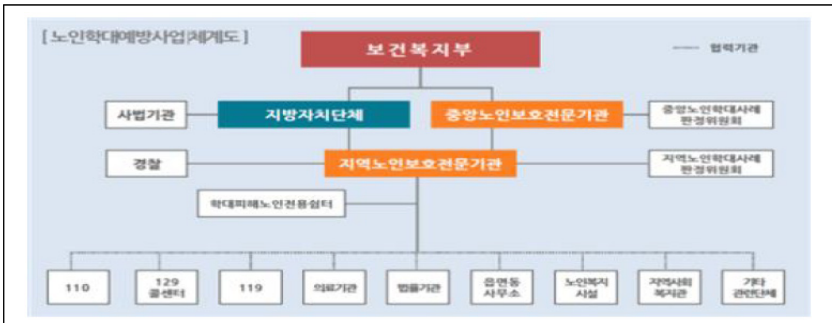 [ 노인학대예방사업체계도 ]
보건복지부
협력기관
사법기관
지방자치단체
중앙노인보호전문기관
중앙노인학대사례
판정위원회
경찰
지역노인보호전문기관
지역노인학대사례
판정위원회
학대피해노인전용쉼터
110
129
콜센터
119
의료기관
법률기관
읍면동
사무소
노인복지
시설
지역사회
복지관
기타
관련단체